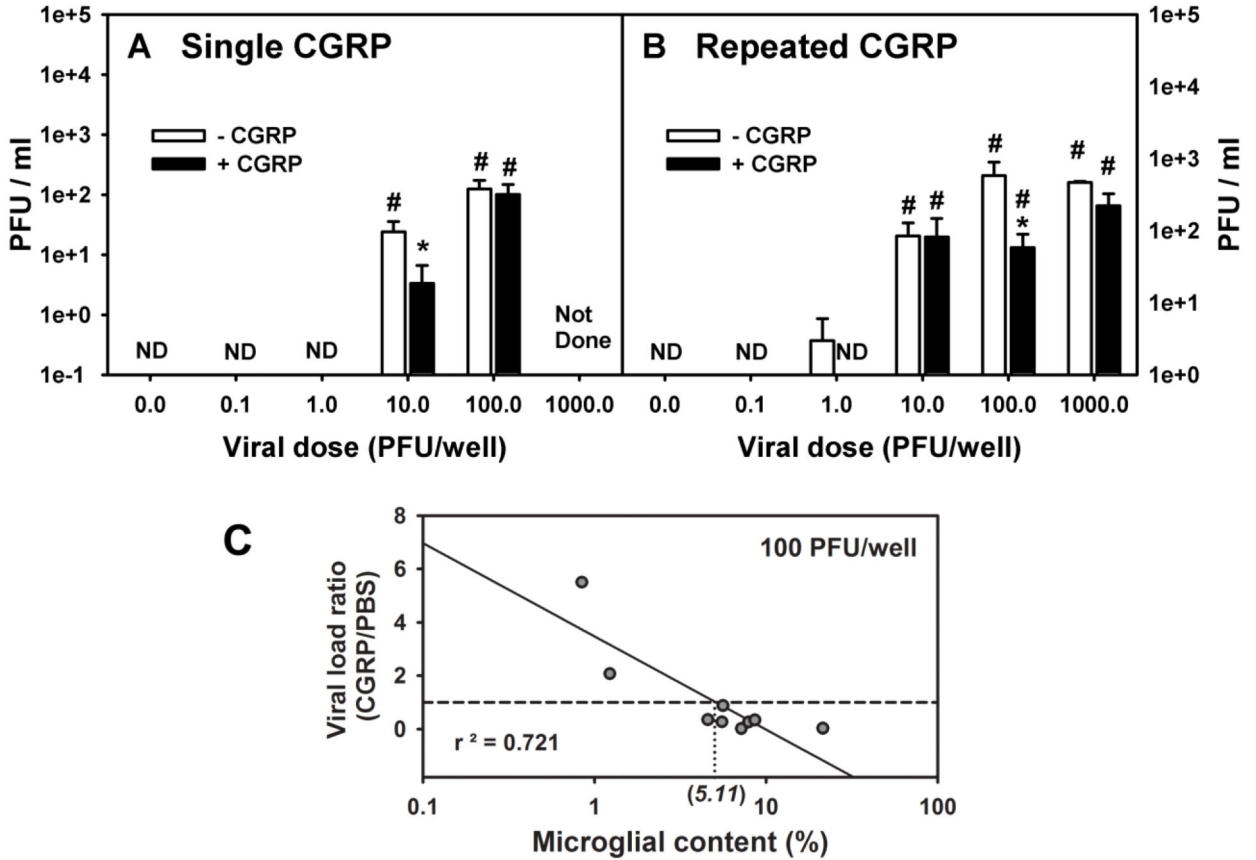 A Single CGRP
B Repeated CGRP
1e+5
1e+4
1e+3
1e+2
1e+1
1e+0
1e-1
PFU / ml
- CGRP
+ CGRP
ND
ND
ND
#
*
#
#
Not
Done
0.0
0.1
1.0
10.0
100.0
1000.0
Viral dose (PFU/well)
- CGRP
+ CGRP
ND
ND
ND
#
#
#
#
*
#
#
0.0
0.1
1.0
10.0
100.0
1000.0
Viral dose (PFU/well)
1e+5
1e+4
1e+3
1e+2
1e+1
1e+0
PFU / ml
C
100 PFU/well
Viral load ratio
(CGRP/PBS)
8
6
4
2
0
r ² = 0.721
(5.11)
0.1
1
10
100
Microglial content (%)